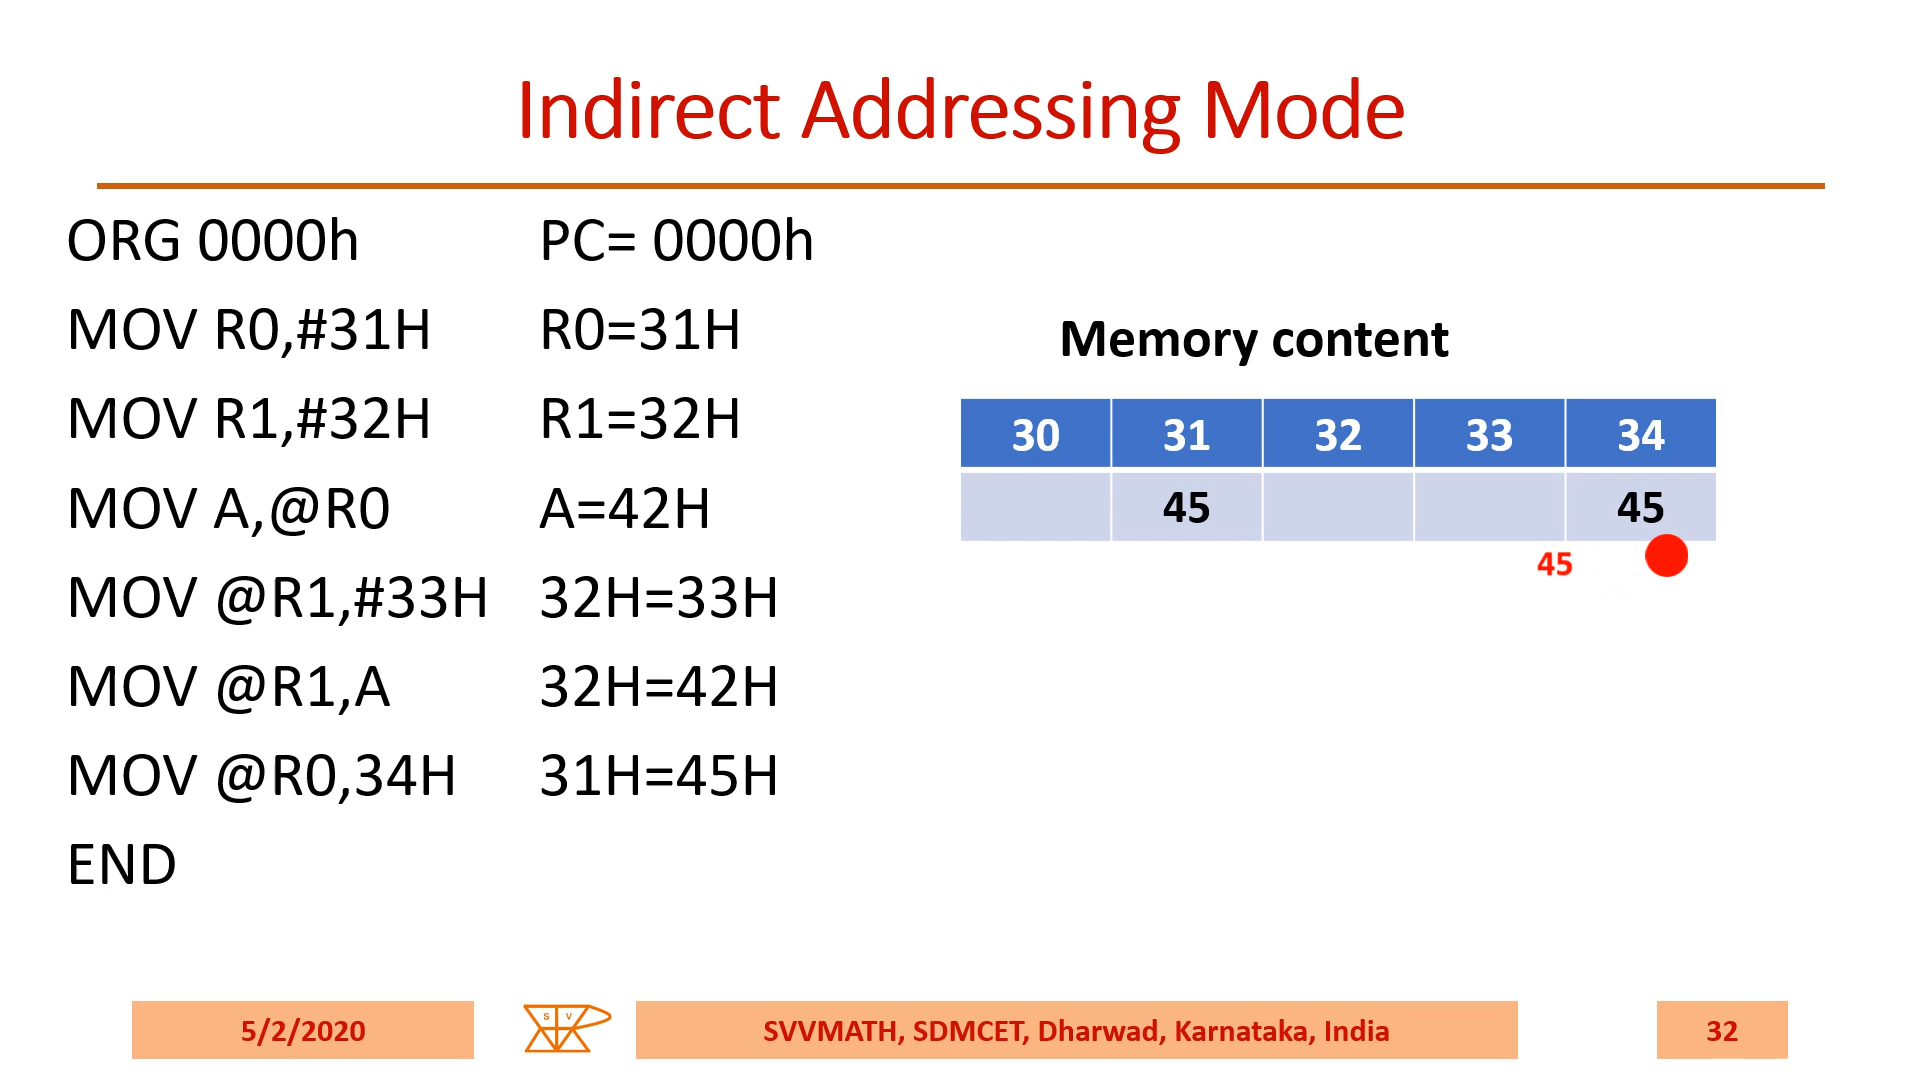 Indirect Addressing Mode
ORG 0000h PC= 0000h
MOV R0,#31H R0=31H
MOV R1,#32H R1=32H
MOV A,@R0 A=42H
MOV @R1,#33H 32H=33H
MOV @R1,A 32H=42H
MOV @R0,34H 31H=45H
END
Memory content
30 31 32 33 34
45 45
45
5/2/2020
S V
SVVMATH, SDMCET, Dharwad, Karnataka, India
32